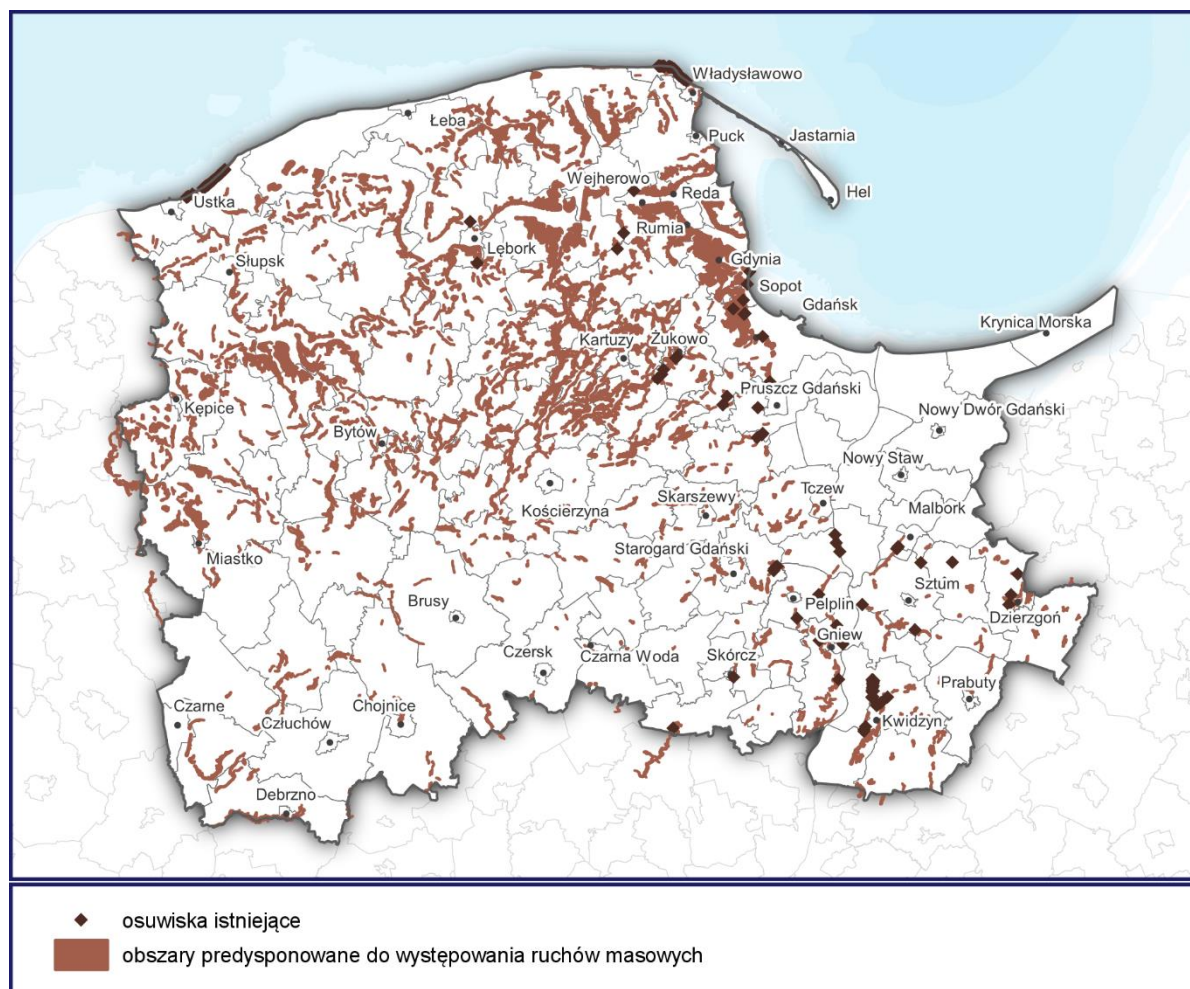 Władysławowo
Łeba
Puck
Jastarnia
Wejherowo
Reda
Hel
Ustka
Rumia
Lębork
Gdynia
Słupsk
Sopot
Gdańsk
Krynica Morska
Kartuzy
Żukowo
Pruszcz Gdański
Kępice
Nowy Dwór Gdański
Bytów
Nowy Staw
Kościerzyna
Skarszewy
Tczew
Malbork
Miastko
Starogard Gdański
Sztum
Brusy
Pelplin
Dzierzgoń
Gniew
Czersk
Czarna Woda
Skórcz
Prabuty
Czarne
Człuchów
Chojnice
Kwidzyn
Debrzno
osuwiska istniejące
obszary predysponowane do występowania ruchów masowych